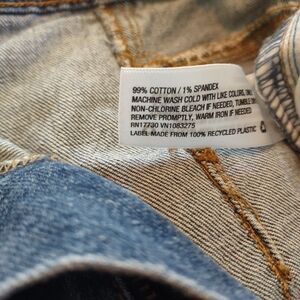 99% COTTON / 1% SPANDEX
MACHINE WASH COLD WITH LIKE COLORS, ONLY
NON-CHLORINE BLEACH IF NEEDED, TUMBLE DRY
REMOVE PROMPTLY, WARM IRON IF NEEDED
RN17730 VN1083275
LABEL MADE FROM 100% RECYCLED PLASTIC